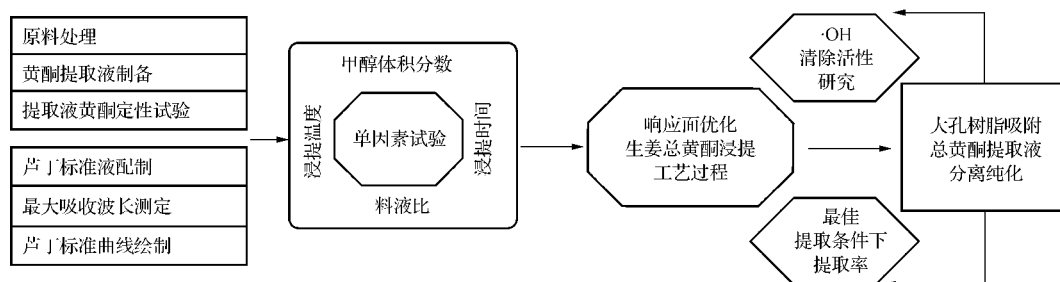 原料处理
黄酮提取液制备
提取液黄酮定性试验
芦丁标准液配制
最大吸收波长测定
芦丁标准曲线绘制
甲醇体积分数
浸提温度
单因素试验
浸提时间
料液比
响应面优化
生姜总黄酮浸提
工艺过程
·OH
清除活性
研究
最佳
提取条件下
提取率
大孔树脂吸附
总黄酮提取液
分离纯化